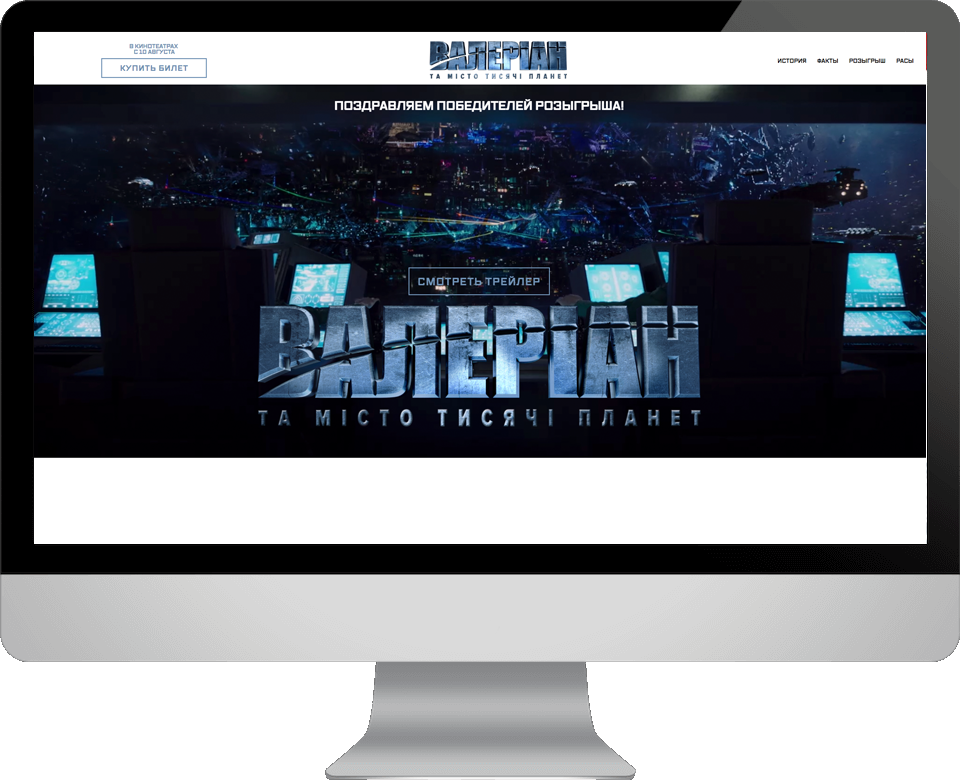 В КИНОТЕАТРАХ
С 10 АВГУСТА
КУПИТЬ БИЛЕТ
ВАЛЕРІАН
ТА МІСТО ТИСЯЧІ ПЛАНЕТ
ИСТОРИЯ ФАКТЫ РОЗЫГРЫШ РАСЫ
ПОЗДРАВЛЯЕМ ПОБЕДИТЕЛЕЙ РОЗЫГРЫША!
СМОТРЕТЬ ТРЕЙЛЕР
ВАЛЕРІАН
ТА МІСТО ТИСЯЧІ ПЛАНЕТ